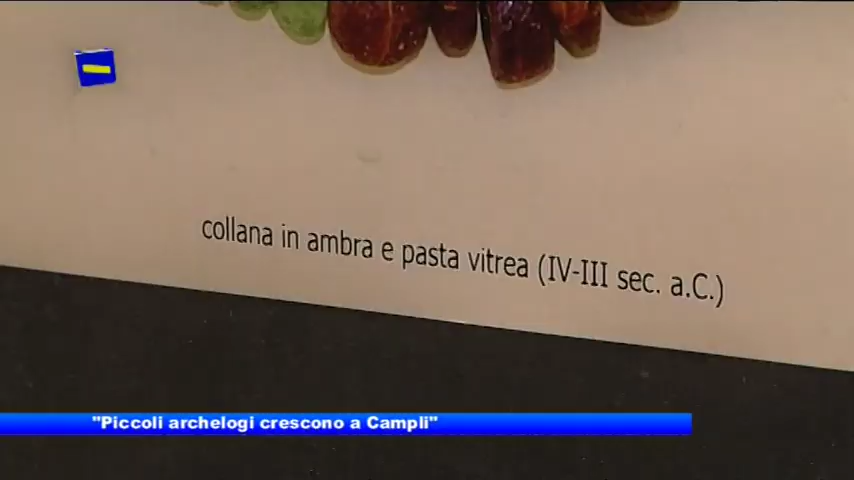 collana in ambra e pasta vitrea (IV-III sec. a.C.)
"Piccoli archelogi crescono a Campli"